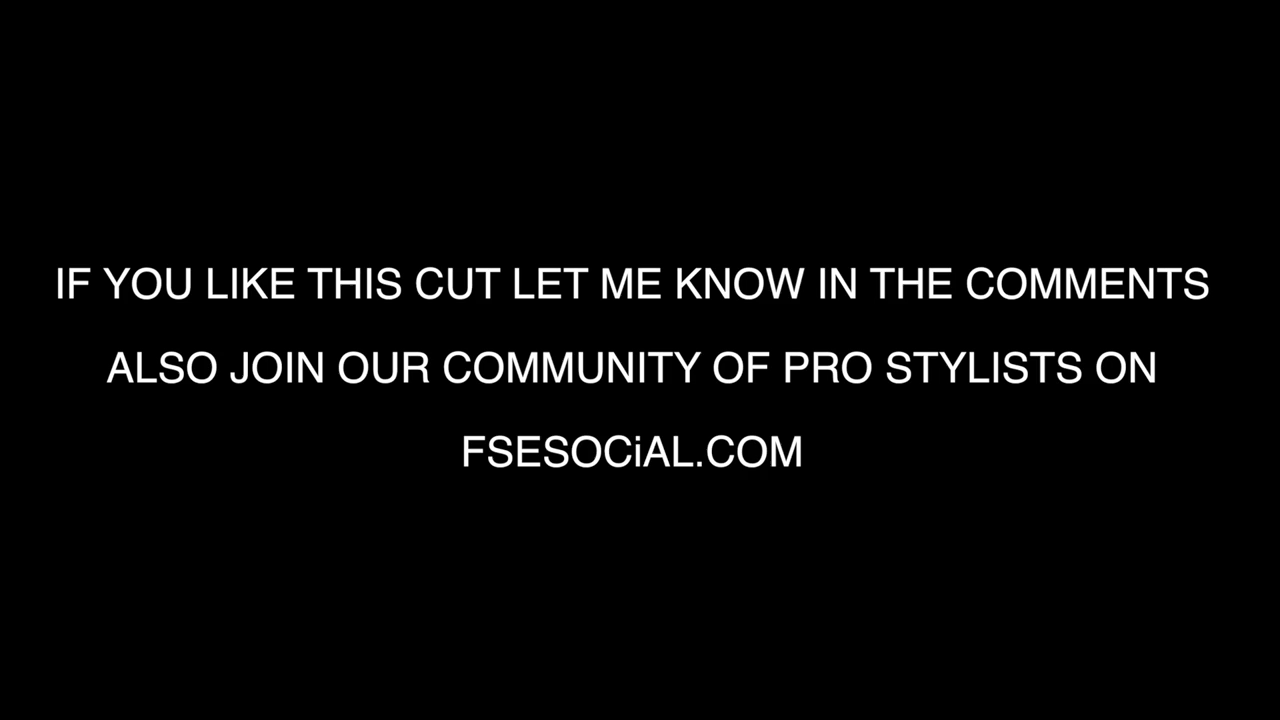 IF YOU LIKE THIS CUT LET ME KNOW IN THE COMMENTS
ALSO JOIN OUR COMMUNITY OF PRO STYLISTS ON
FSESOCiAL.COM